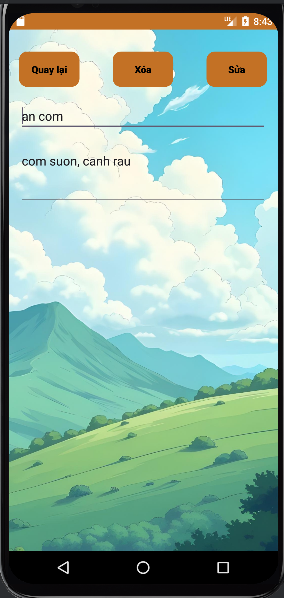 8:43
Quay lại Xóa Sửa
an com
com suon, canh rau